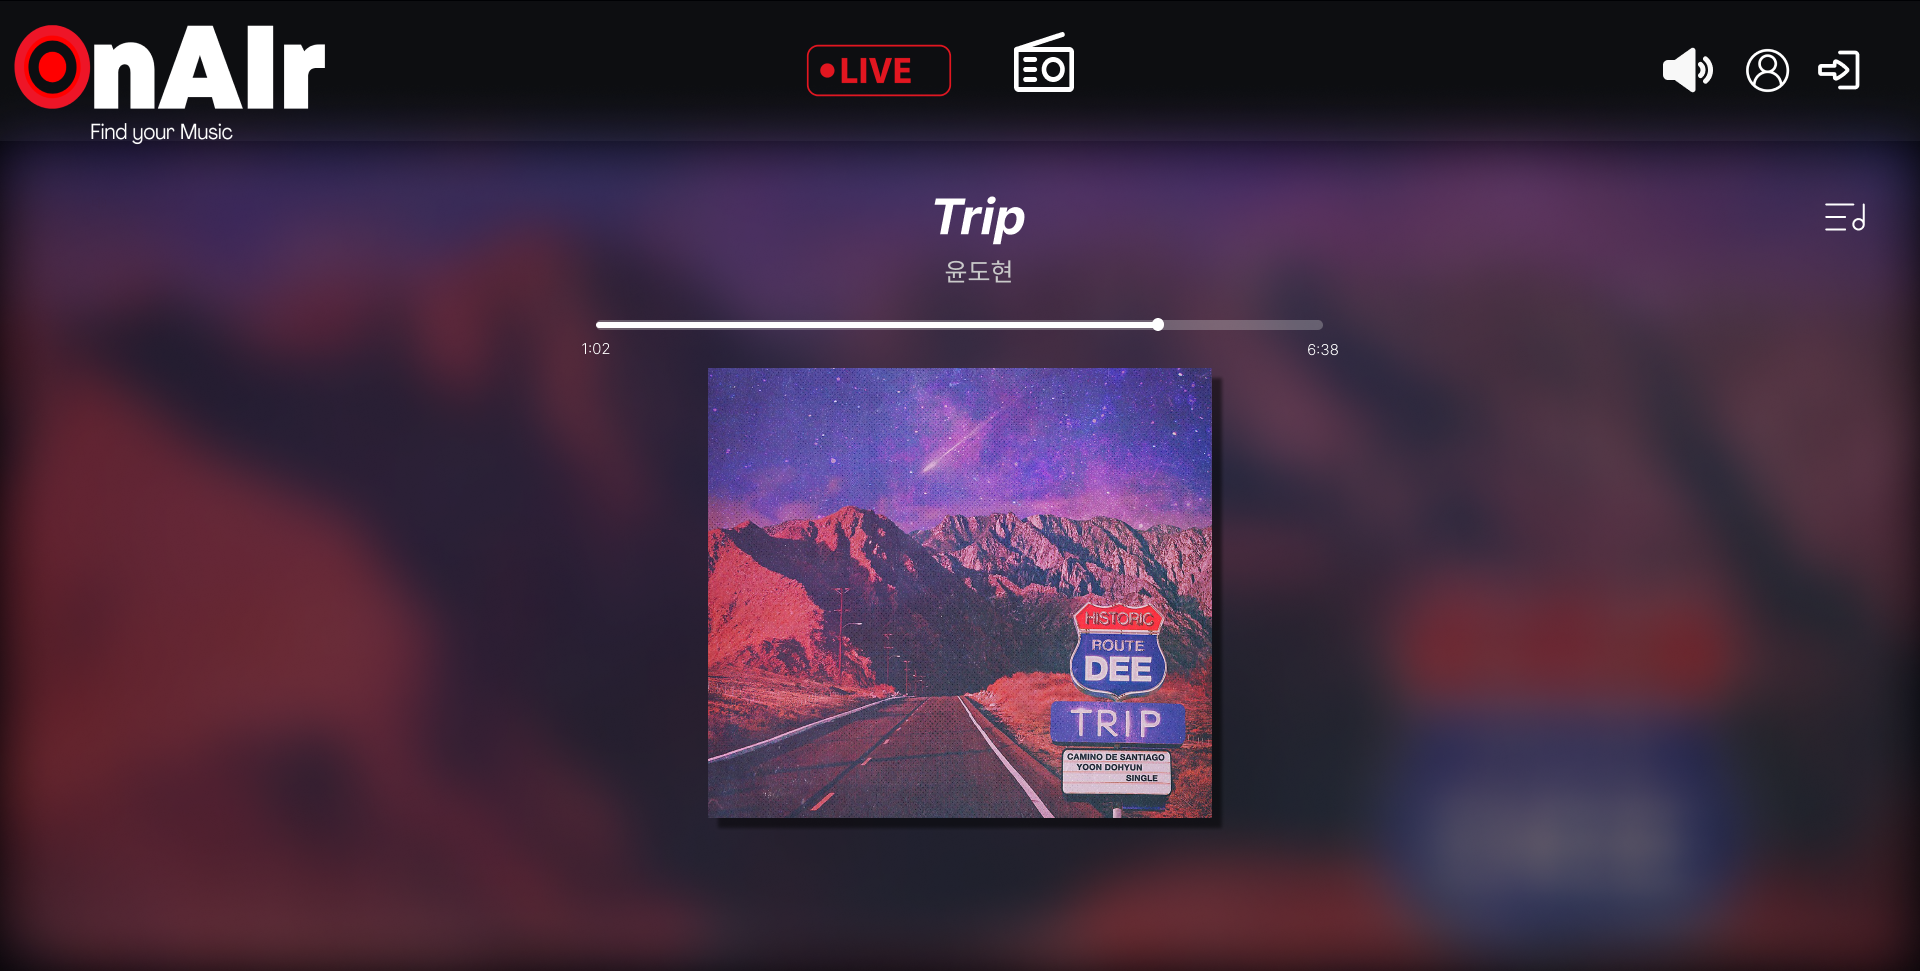 OnAIr
Find your Music
LIVE
Trip
윤도현
1:02
6:38
HISTORIC
ROUTE
DEE
TRIP
CAMINO DE SANTIAGO
YOON DOHYUN
SINGLE